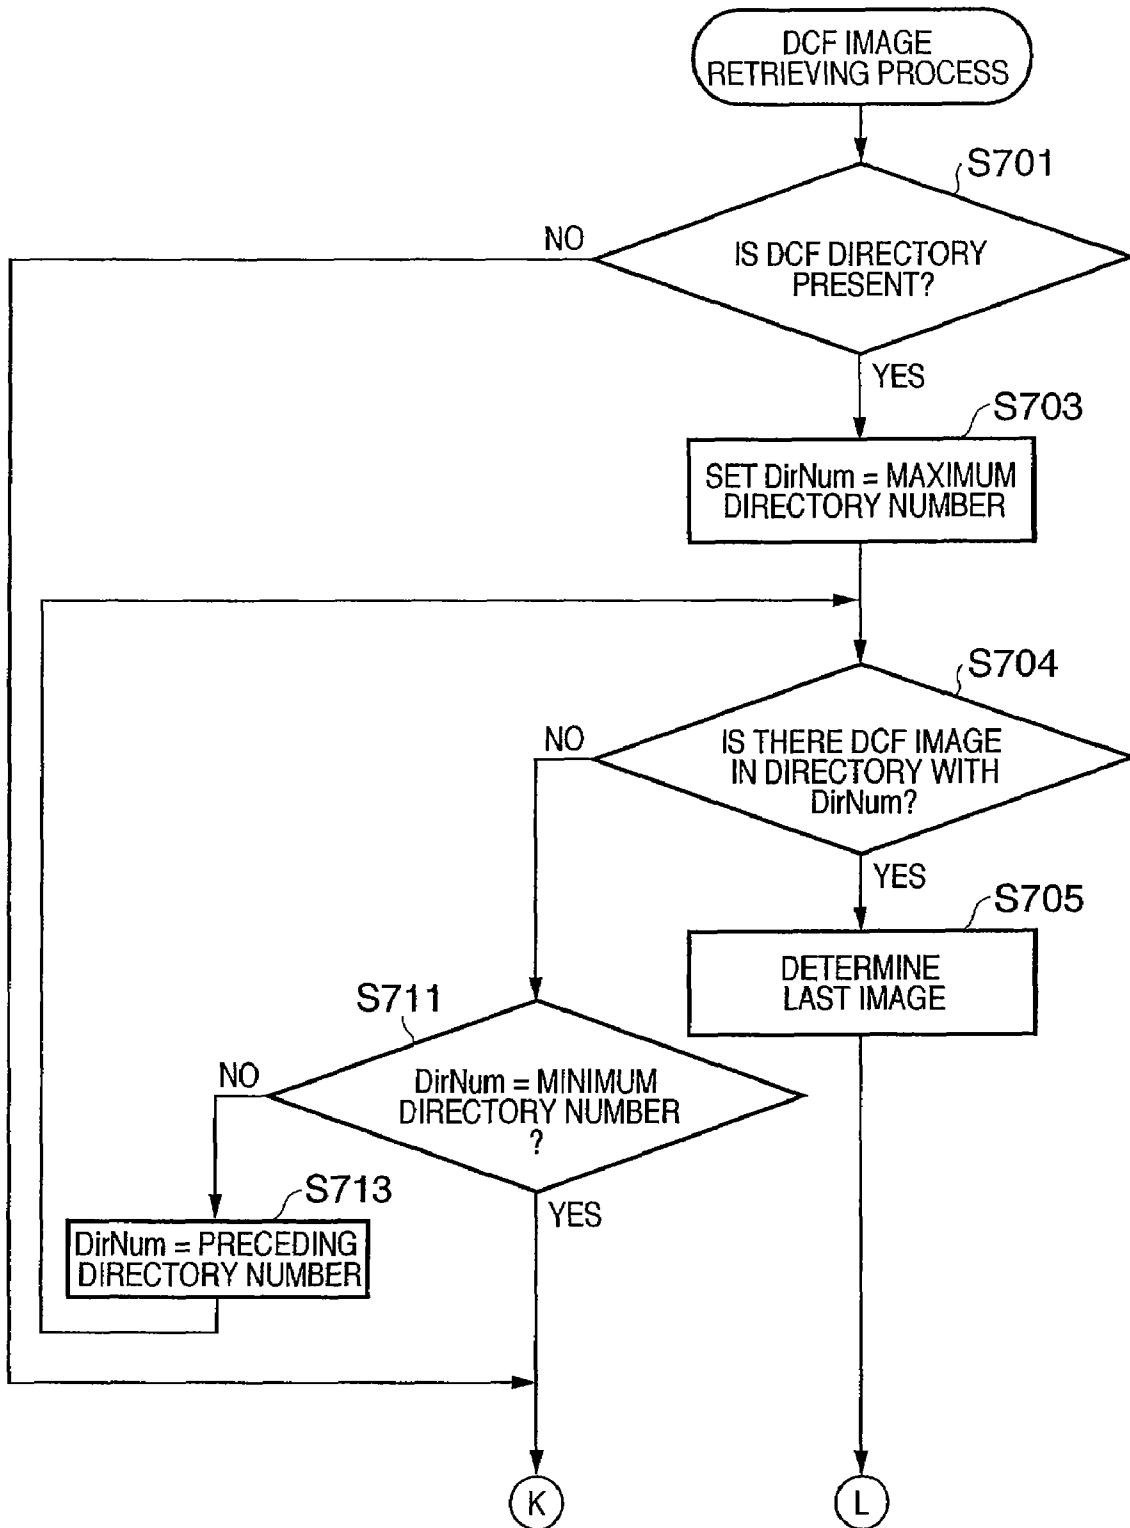 DCF IMAGE
RETRIEVING PROCESS
S701
NO
IS DCF DIRECTORY
PRESENT?
YES
S703
SET DirNum = MAXIMUM
DIRECTORY NUMBER
S704
NO
IS THERE DCF IMAGE
IN DIRECTORY WITH
DirNum?
YES
S705
DETERMINE
LAST IMAGE
S711
NO
DirNum = MINIMUM
DIRECTORY NUMBER
?
YES
S713
DirNum = PRECEDING
DIRECTORY NUMBER
K
L